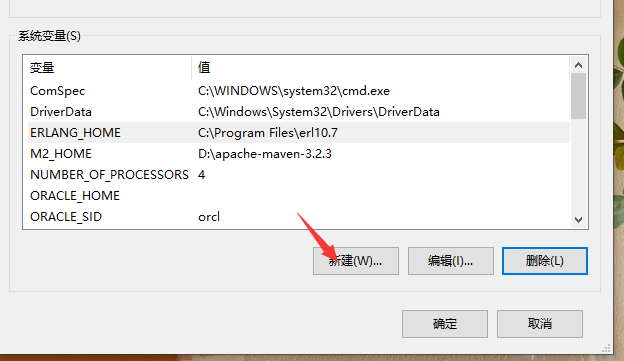 系统变量(S)
变量 值
ComSpec C:\WINDOWS\system32\cmd.exe
DriverData C:\Windows\System32\Drivers\DriverData
ERLANG_HOME C:\Program Files\erl10.7
M2_HOME D:\apache-maven-3.2.3
NUMBER_OF_PROCESSORS 4
ORACLE_HOME
ORACLE_SID orcl
新建(W)... 编辑(I)... 删除(L)
确定 取消